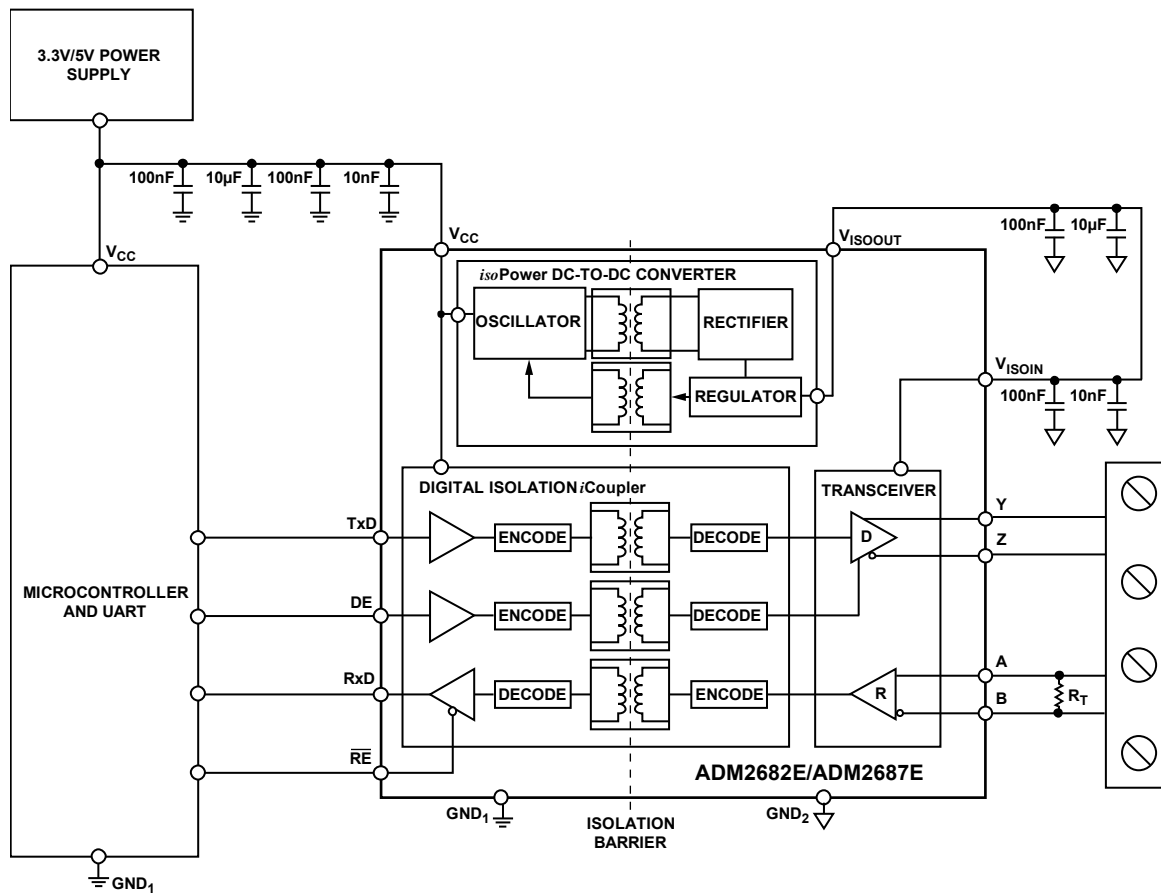 3.3V/5V POWER
SUPPLY
100nF
10µF
100nF
10nF
VCC
VCC
VISOOUT
100nF
10µF
isoPower DC-TO-DC CONVERTER
OSCILLATOR
RECTIFIER
REGULATOR
VISOIN
100nF
10nF
DIGITAL ISOLATION iCoupler
TRANSCEIVER
TxD
ENCODE
DECODE
D
Y
Z
MICROCONTROLLER
AND UART
DE
ENCODE
DECODE
RxD
DECODE
ENCODE
R
A
B
RT
RE
ADM2682E/ADM2687E
GND1
ISOLATION
BARRIER
GND2
GND1